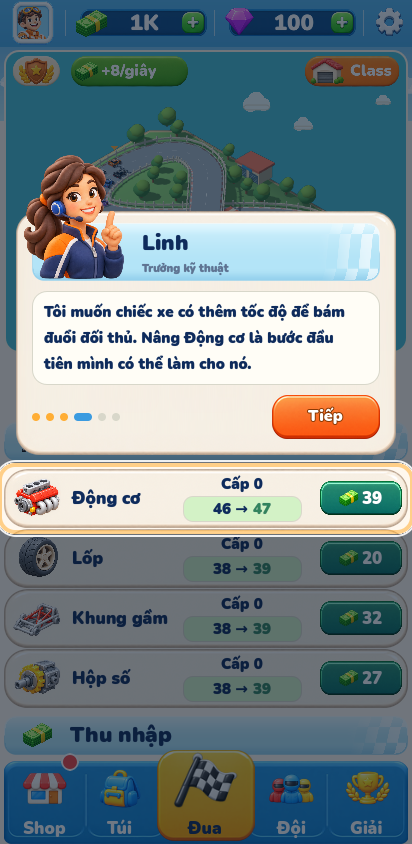 1K
100
+8/giây
Class
Linh
Trưởng kỹ thuật
Tôi muốn chiếc xe có thêm tốc độ để bám
đuổi đối thủ. Nâng Động cơ là bước đầu
tiên mình có thể làm cho nó.
Tiếp
Động cơ
Cấp 0
46 → 47
39
Lốp
Cấp 0
38 → 39
20
Khung gầm
Cấp 0
38 → 39
32
Hộp số
Cấp 0
38 → 39
27
Thu nhập
Shop
Túi
Đua
Đội
Giải